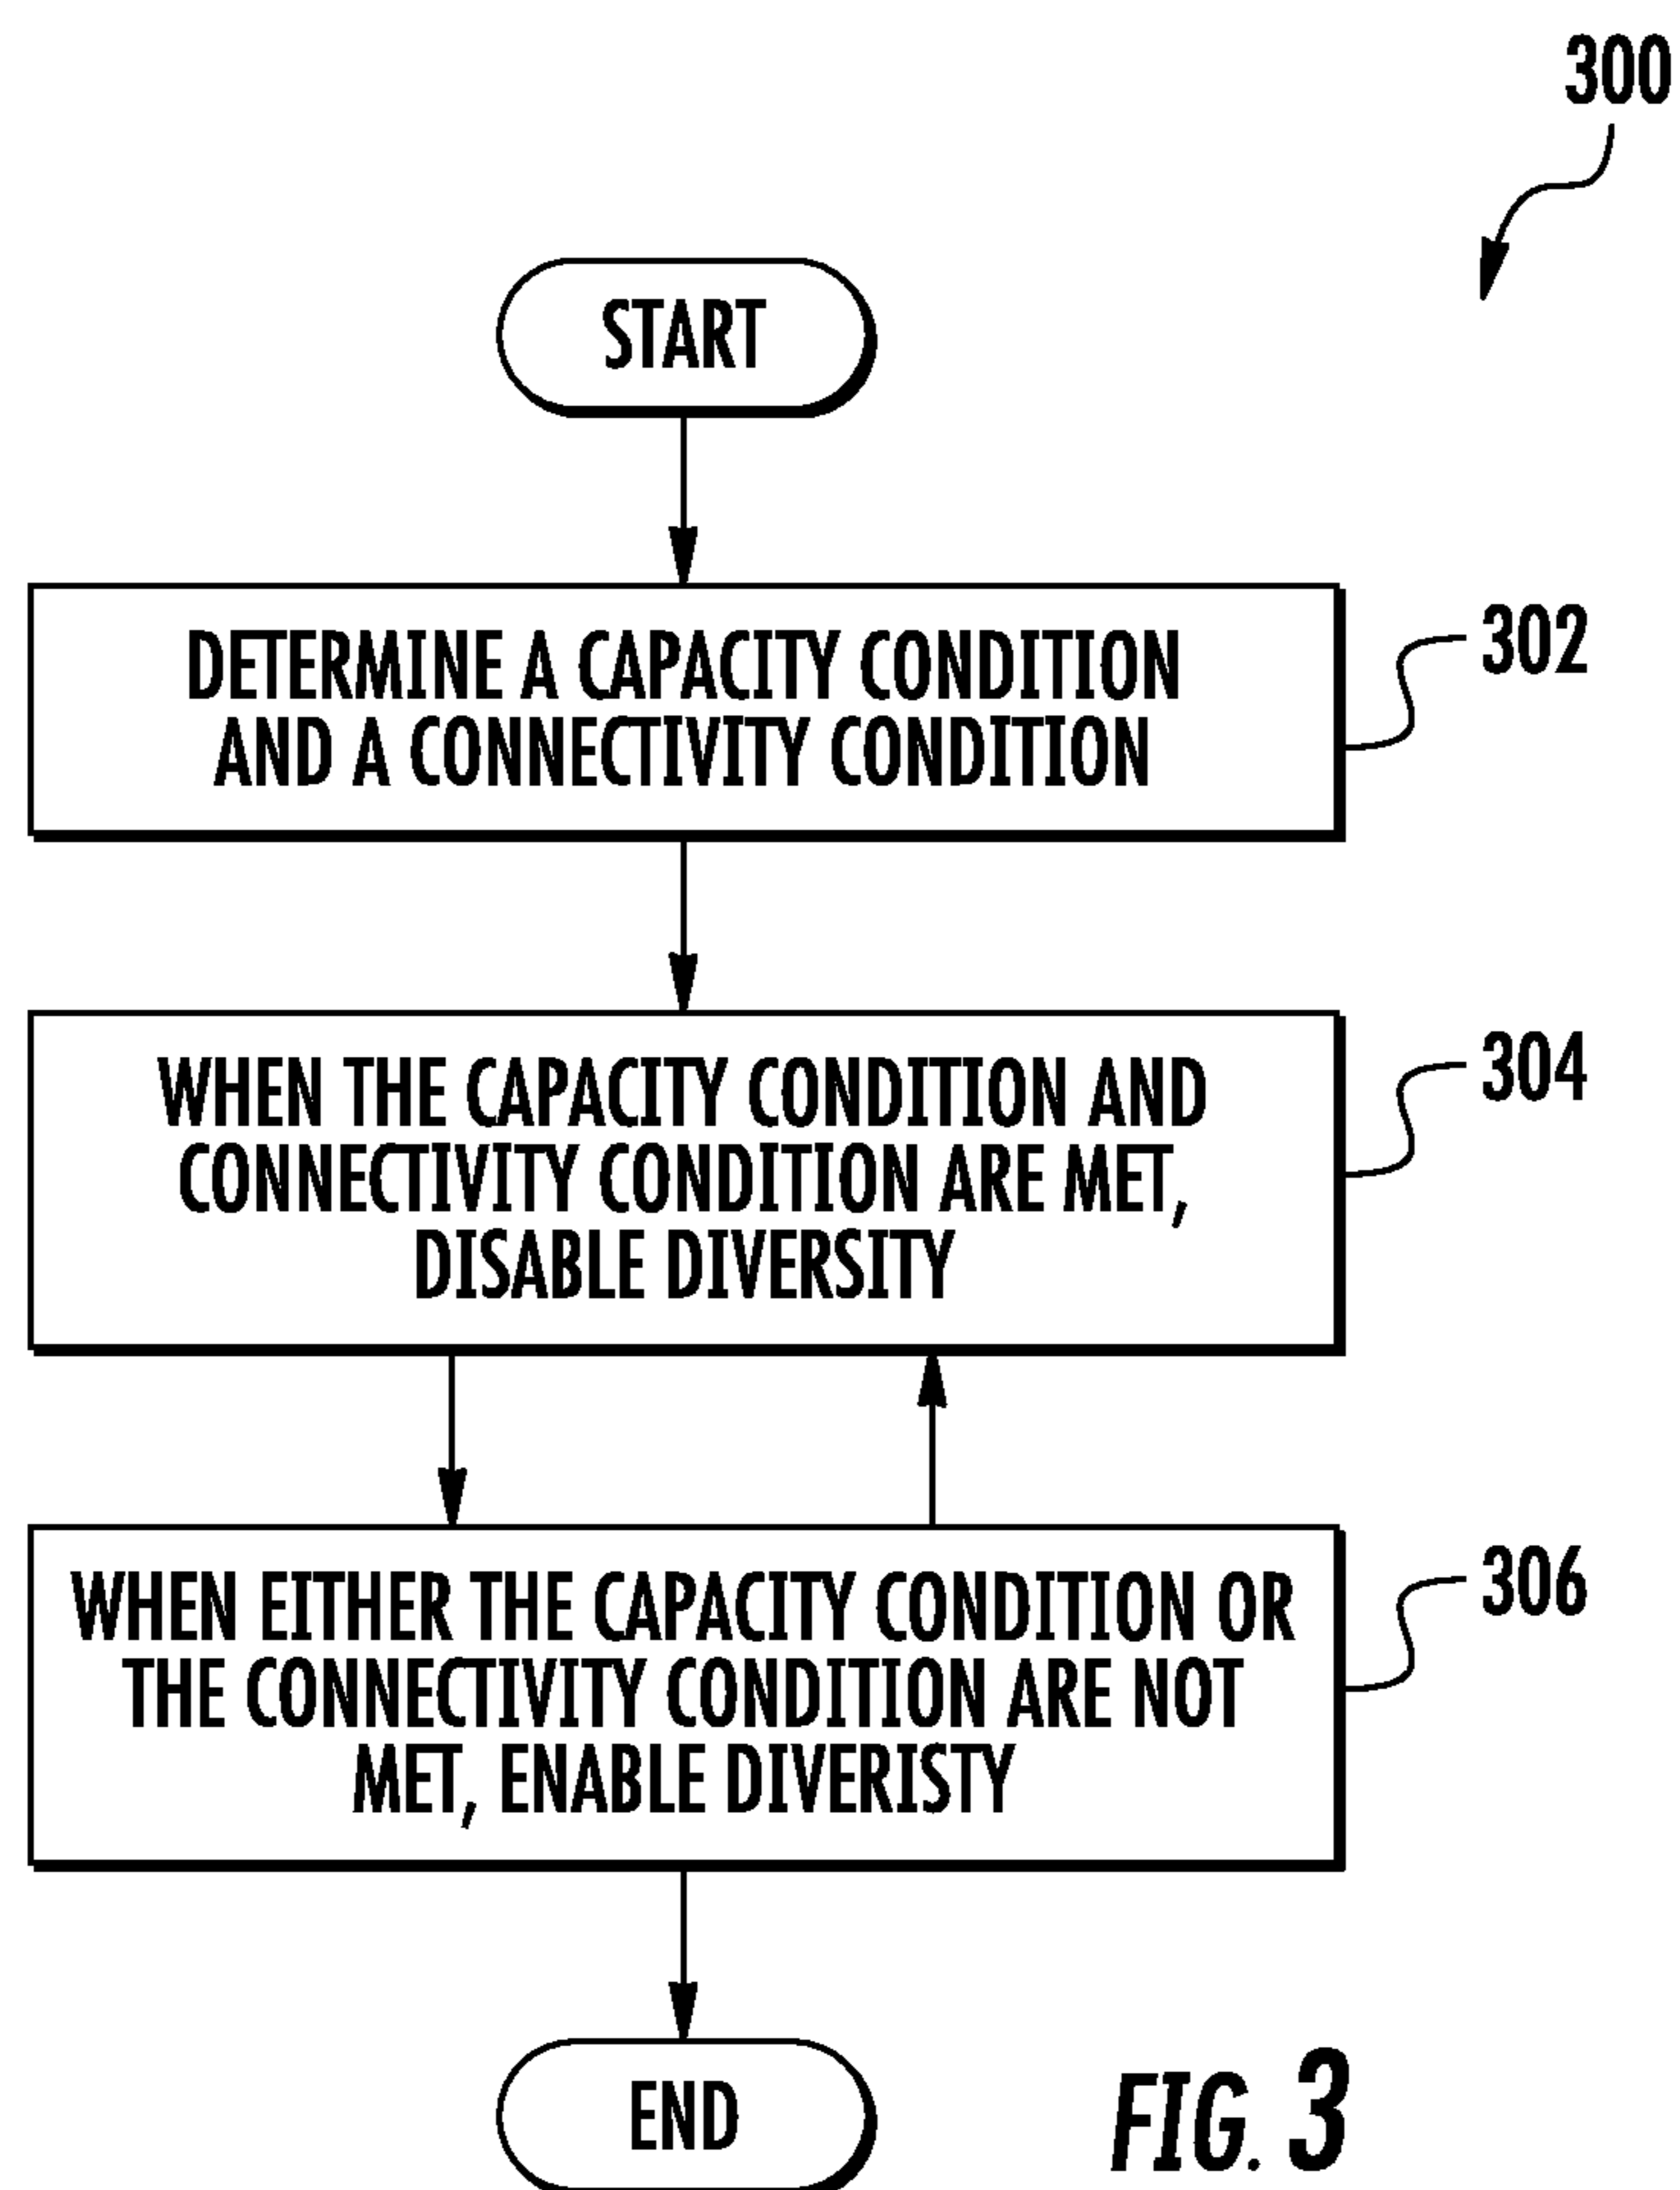 300
START
DETERMINE A CAPACITY CONDITION
AND A CONNECTIVITY CONDITION
302
WHEN THE CAPACITY CONDITION AND
CONNECTIVITY CONDITION ARE MET,
DISABLE DIVERSITY
304
WHEN EITHER THE CAPACITY CONDITION OR
THE CONNECTIVITY CONDITION ARE NOT
MET, ENABLE DIVERISTY
306
END
FIG. 3